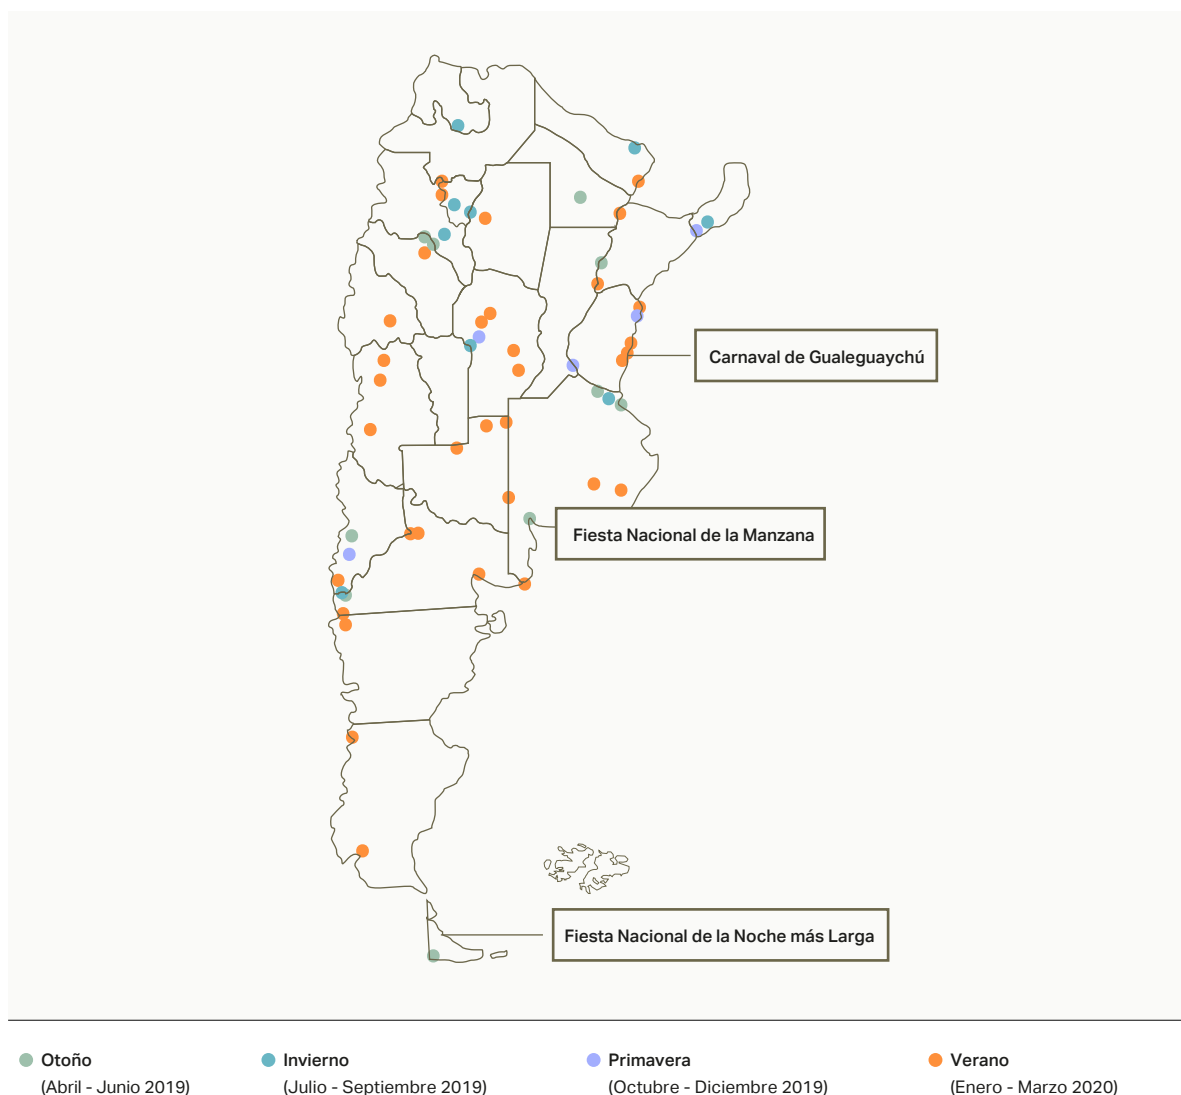 Carnaval de Gualeguaychú
Fiesta Nacional de la Manzana
Fiesta Nacional de la Noche más Larga
Otoño
(Abril - Junio 2019)
Invierno
(Julio - Septiembre 2019)
Primavera
(Octubre - Diciembre 2019)
Verano
(Enero - Marzo 2020)